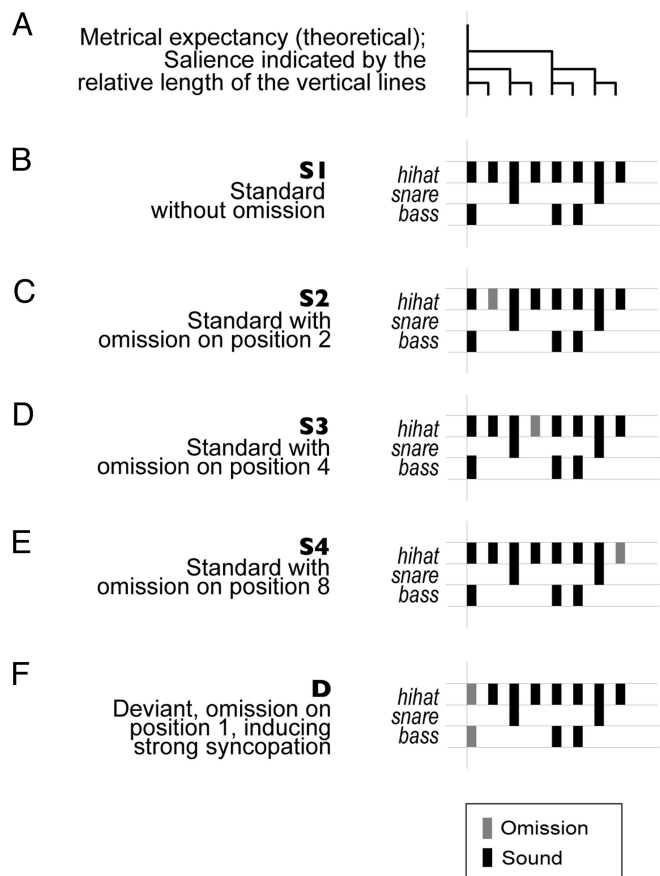 A
Metrical expectancy (theoretical);
Salience indicated by the
relative length of the vertical lines
B
S1
Standard
without omission
hihat
snare
bass
C
S2
Standard with
omission on position 2
hihat
snare
bass
D
S3
Standard with
omission on position 4
hihat
snare
bass
E
S4
Standard with
omission on position 8
hihat
snare
bass
F
D
Deviant, omission on
position 1, inducing
strong syncopation
hihat
snare
bass
Omission
Sound